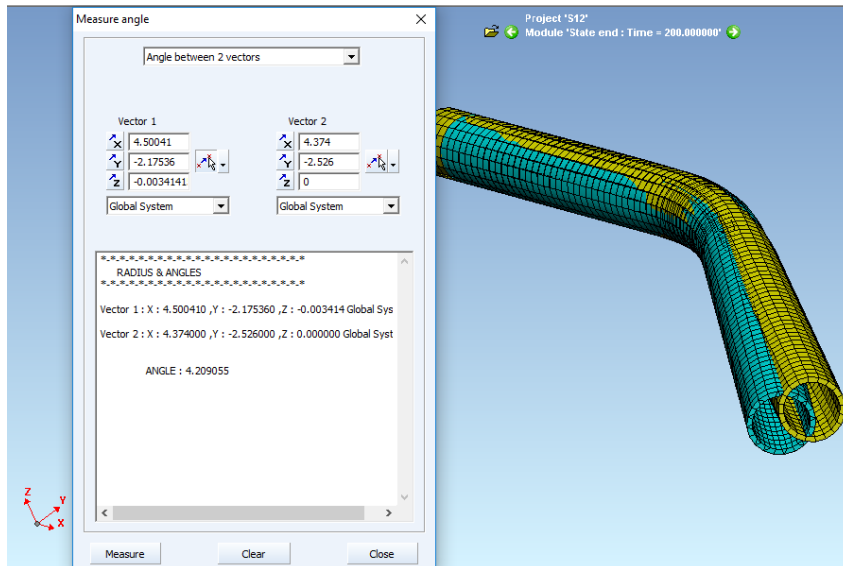 Measure angle
Project 'S12'
Module 'State end : Time = 200.000000'
Angle between 2 vectors
Vector 1 Vector 2
X 4.50041 X 4.374
Y -2.17536 Y -2.526
Z -0.0034141 Z 0
Global System Global System
*-*-*-*-*-*-*-*-*-*-*-*-*-*-*-*-*-*-*-*-*-*
RADIUS & ANGLES
*-*-*-*-*-*-*-*-*-*-*-*-*-*-*-*-*-*-*-*-*-*
Vector 1 : X : 4.500410 ,Y : -2.175360 ,Z : -0.003414 Global Sys
Vector 2 : X : 4.374000 ,Y : -2.526000 ,Z : 0.000000 Global Syst
ANGLE : 4.209055
Z
Y
X
Measure Clear Close